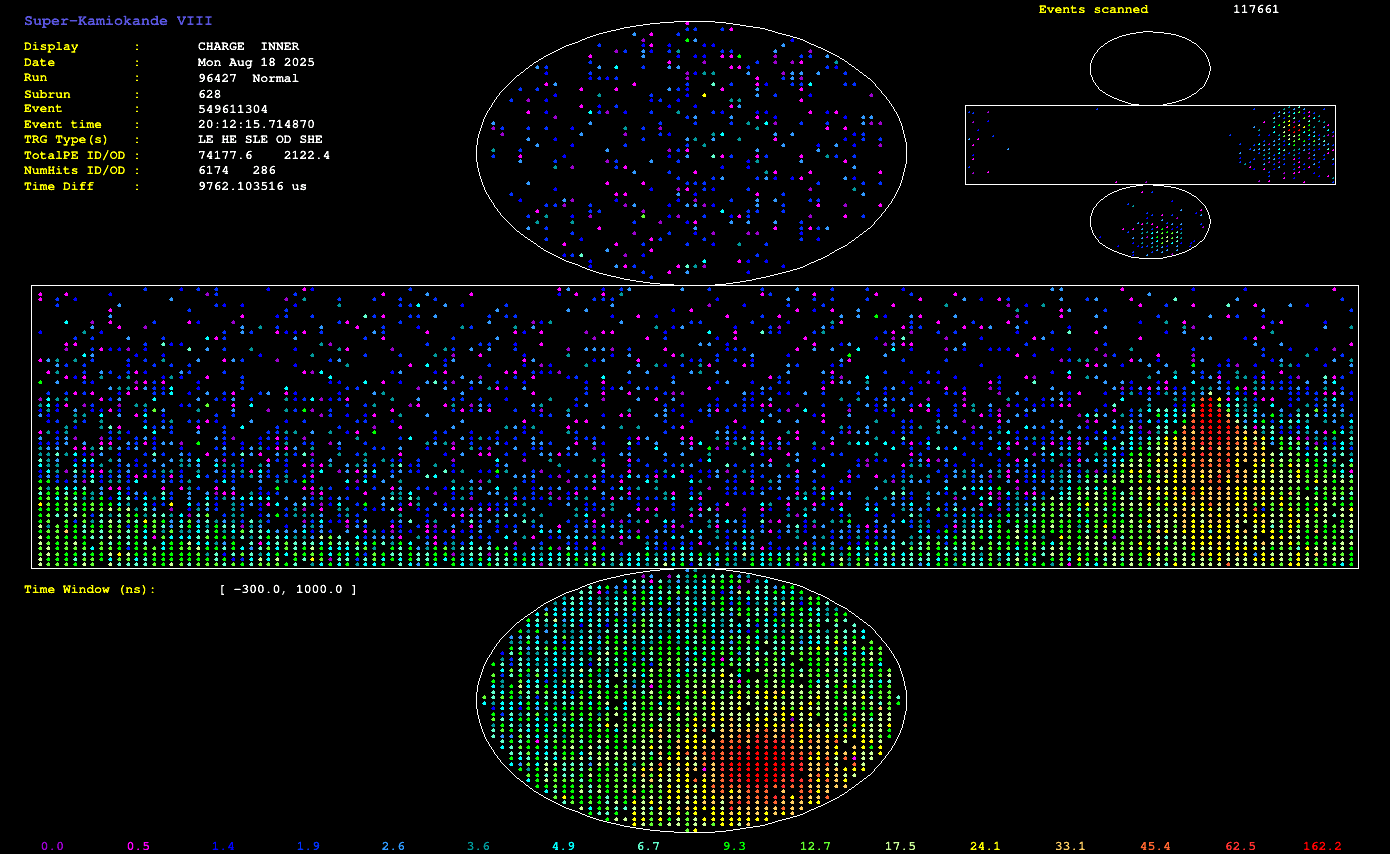 Super-Kamiokande VIII
Events scanned 117661
Display : CHARGE INNER
Date : Mon Aug 18 2025
Run : 96427 Normal
Subrun : 628
Event : 549611304
Event time : 20:12:15.714870
TRG Type(s) : LE HE SLE OD SHE
TotalPE ID/OD : 74177.6 2122.4
NumHits ID/OD : 6174 286
Time Diff : 9762.103516 us
Time Window (ns): [ -300.0, 1000.0 ]
0.0 0.5 1.4 1.9 2.6 3.6 4.9 6.7 9.3 12.7 17.5 24.1 33.1 45.4 62.5 162.2